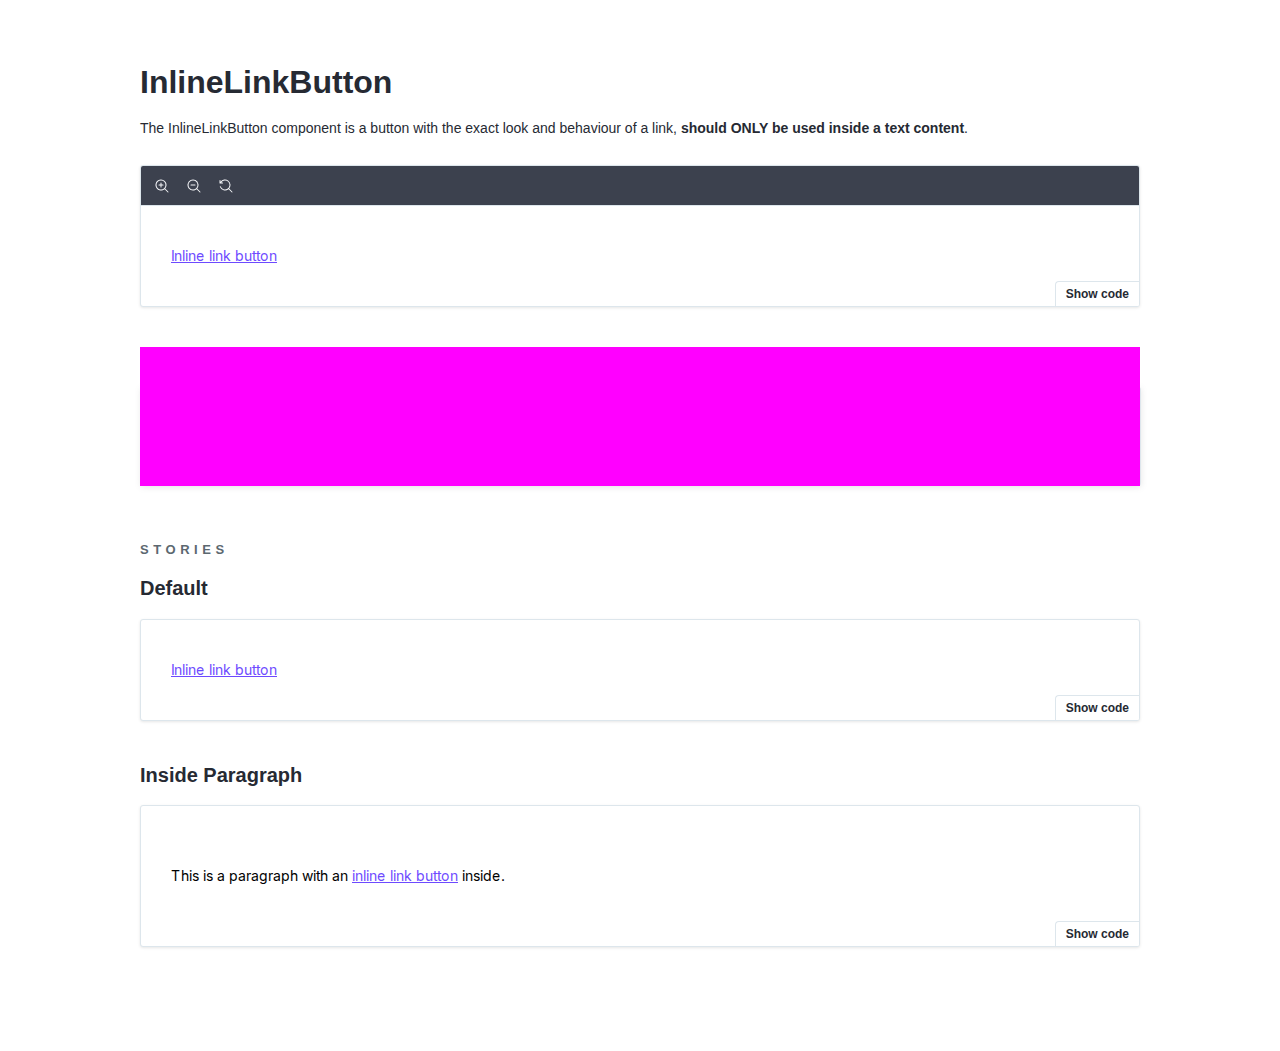 InlineLinkButton
The InlineLinkButton component is a button with the exact look and behaviour of a link, should ONLY be used inside a text content.
Inline link button
Show code
STORIES
Default
Inline link button
Show code
Inside Paragraph
This is a paragraph with an inline link button inside.
Show code